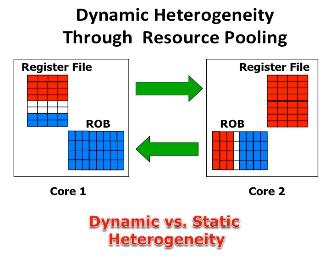 Dynamic Heterogeneity
Through Resource Pooling
Register File
ROB
Core 1
Register File
ROB
Core 2
Dynamic vs. Static
Heterogeneity